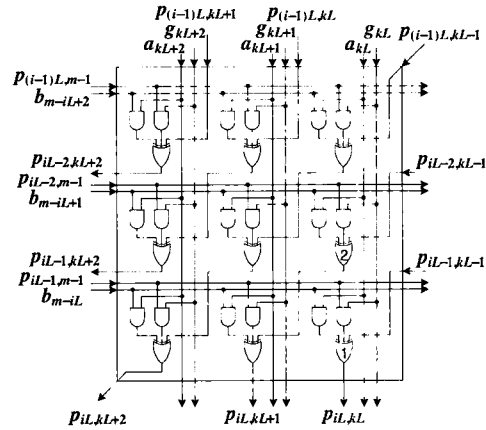 p(i−1)L,kL+1 p(i−1)L,kL
gkL+2 gkL+1 gkL p(i−1)L,kL−1
akL+2 akL+1 akL
p(i−1)L,m−1
bm−iL+2
piL−2,kL+2 piL−2,kL−1
piL−2,m−1
bm−iL+1
2
piL−1,kL+2 piL−1,kL−1
piL−1,m−1
bm−iL
1
piL,kL+2 piL,kL+1 piL,kL